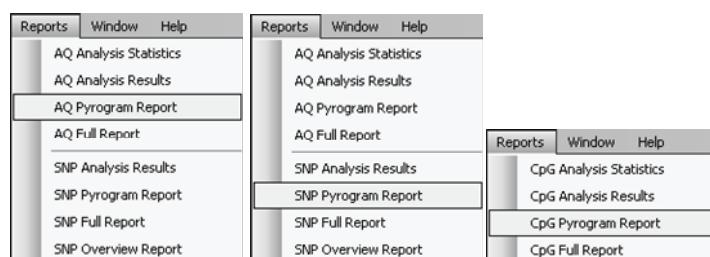 Reports Window Help
AQ Analysis Statistics
AQ Analysis Results
AQ Pyrogram Report
AQ Full Report
SNP Analysis Results
SNP Pyrogram Report
SNP Full Report
SNP Overview Report
Reports Window Help
AQ Analysis Statistics
AQ Analysis Results
AQ Pyrogram Report
AQ Full Report
SNP Analysis Results
SNP Pyrogram Report
SNP Full Report
SNP Overview Report
Reports Window Help
CpG Analysis Statistics
CpG Analysis Results
CpG Pyrogram Report
CpG Full Report